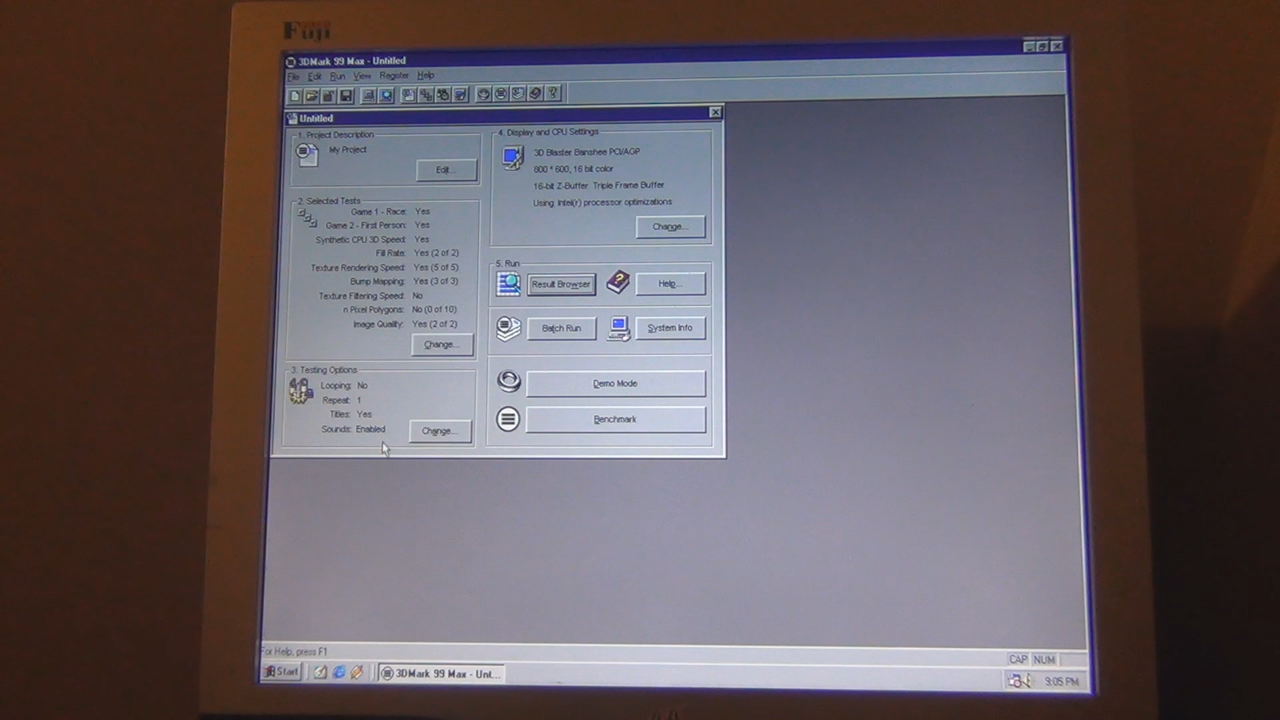 Fuji
3DMark 99 Max - Untitled
File Edit Run View Register Help
Untitled
1. Project Description
My Project
Edit...
2. Selected Tests
Game 1 - Race: Yes
Game 2 - First Person: Yes
Synthetic CPU 3D Speed: Yes
Fill Rate: Yes (2 of 2)
Texture Rendering Speed: Yes (5 of 5)
Bump Mapping: Yes (3 of 3)
Texture Filtering Speed: No
n Pixel Polygons: No (0 of 10)
Image Quality: Yes (2 of 2)
Change...
3. Testing Options
Looping: No
Repeat: 1
Titles: Yes
Sounds: Enabled
Change...
4. Display and CPU Settings
3D Blaster Banshee PCI/AGP
800 * 600, 16 bit color
16-bit Z-Buffer Triple Frame Buffer
Using Intel(r) processor optimizations
Change...
5. Run
Result Browser
Help...
Batch Run
System Info
Demo Mode
Benchmark
For Help, press F1
CAP NUM
Start
3DMark 99 Max - Unt...
9:05 PM